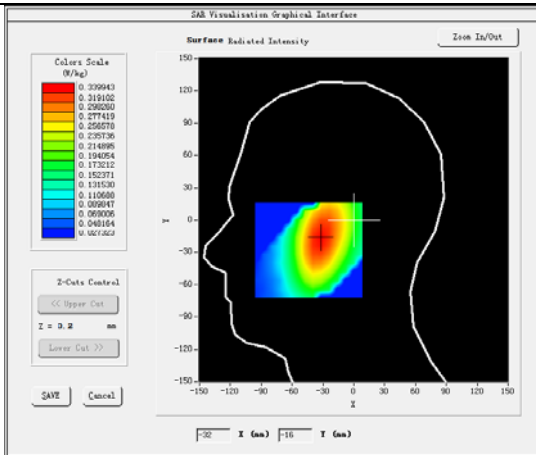 SAR Visualisation Graphical Interface
Surface Radiated Intensity
Zoom In/Out
Colors Scale
(W/kg)
0.339943
0.319102
0.298260
0.277419
0.256578
0.235736
0.214895
0.194054
0.173212
0.152371
0.131530
0.110688
0.089847
0.069006
0.048164
0.027323
Z-Cuts Control
<< Upper Cut
Z = 3.2 mm
Lower Cut >>
SAVE
Cancel
150
120
90
60
30
0
-30
-60
-90
-120
-150
Y
-150 -120 -90 -60 -30 0 30 60 90 120 150
X
-32 X (mm) -16 Y (mm)